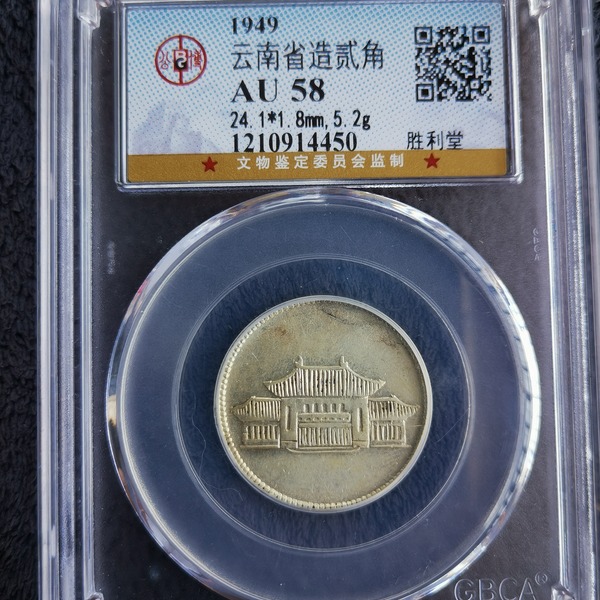 1949
云南省造贰角
AU 58
24.1*1.8mm,5.2g
1210914450 胜利堂
★ 文物鉴定委员会监制 ★
GBCA®